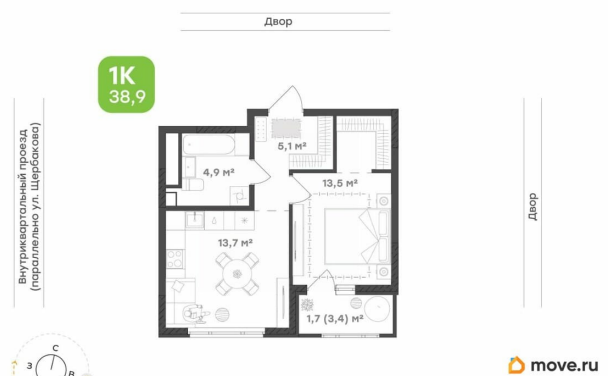 Двор
1К
38,9
Внутриквартальный проезд
(параллельно ул. Щербакова)
5,1 м²
4,9 м²
13,5 м²
Двор
13,7 м²
1,7 (3,4) м²
С
З
В
move.ru